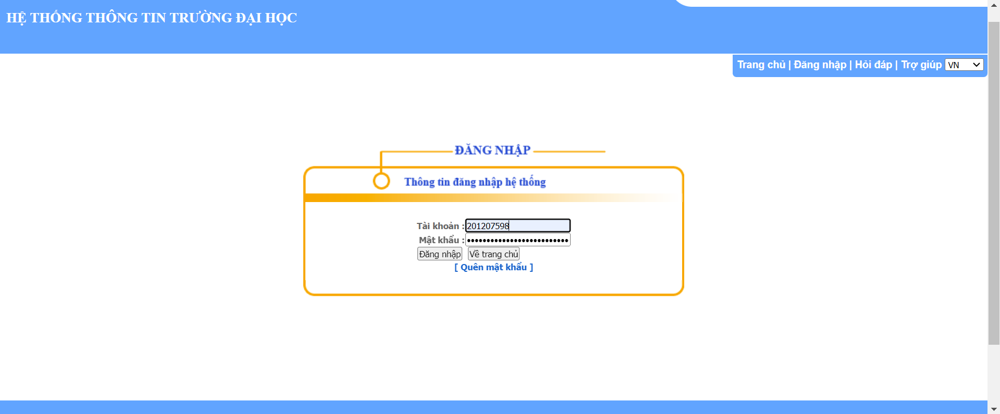 HỆ THỐNG THÔNG TIN TRƯỜNG ĐẠI HỌC
Trang chủ | Đăng nhập | Hỏi đáp | Trợ giúp VN
ĐĂNG NHẬP
Thông tin đăng nhập hệ thống
Tài khoản : 201207598
Mật khẩu : ••••••••••••••••••••••••••
Đăng nhập Về trang chủ
[ Quên mật khẩu ]